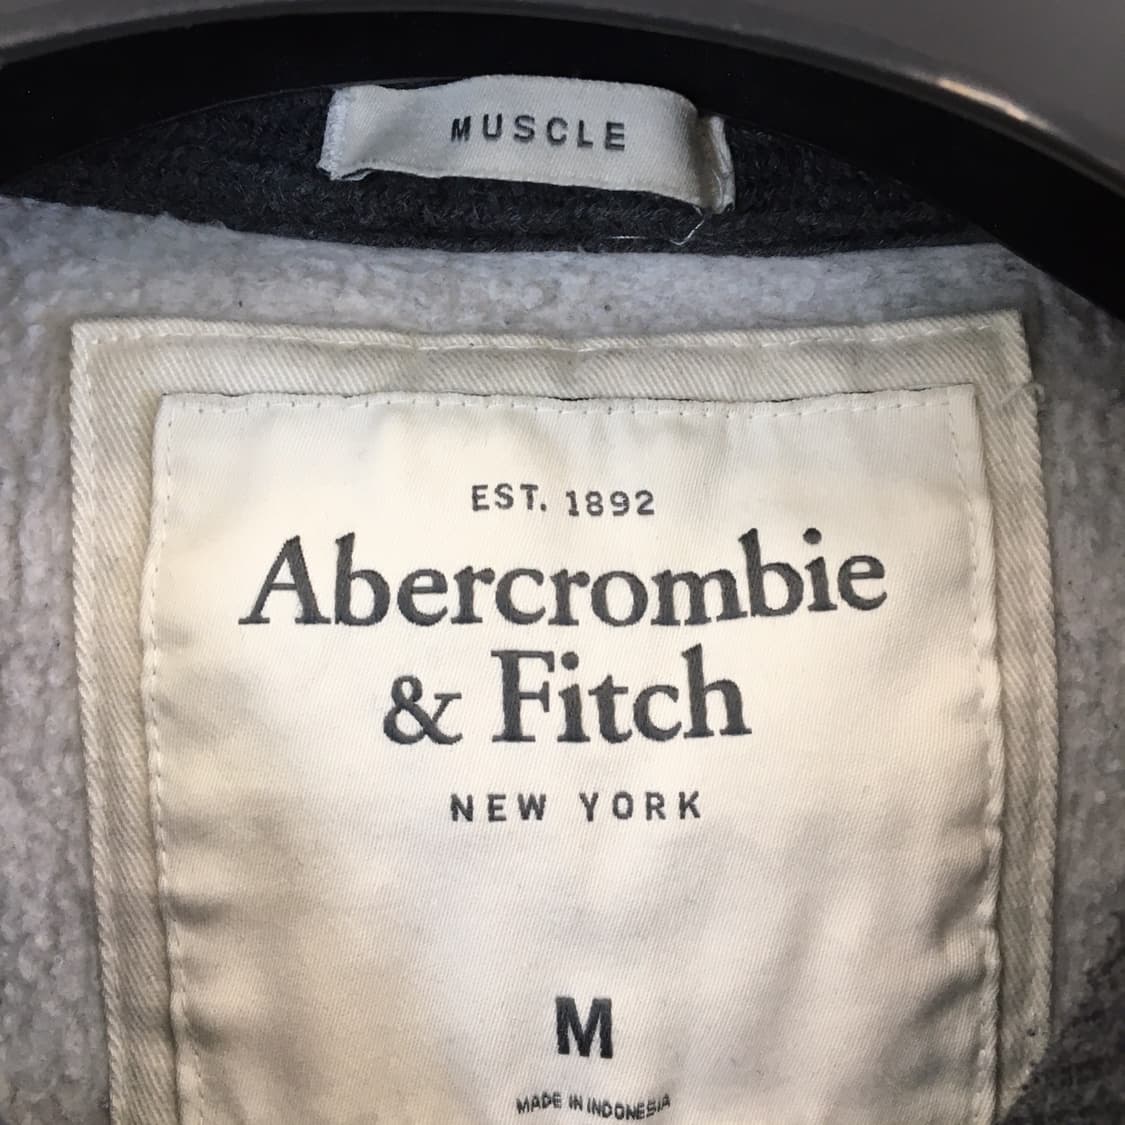 MUSCLE
EST. 1892
Abercrombie
& Fitch
NEW YORK
M
MADE IN INDONESIA